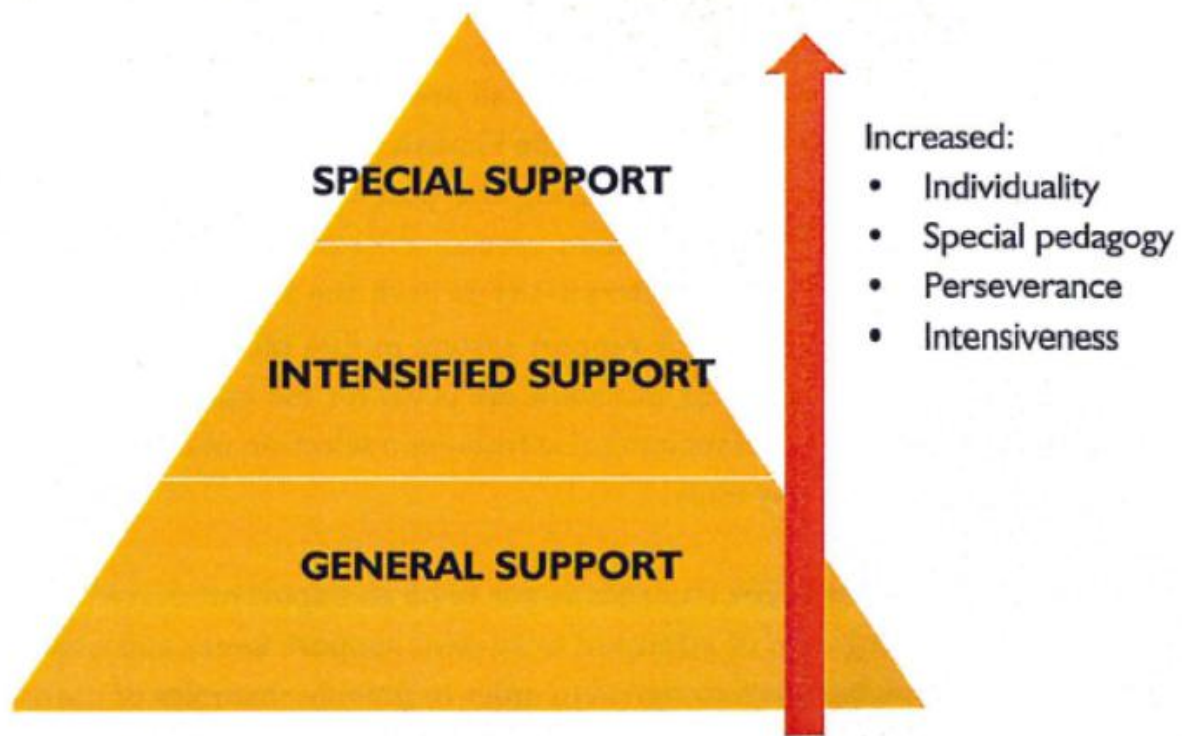 SPECIAL SUPPORT
INTENSIFIED SUPPORT
GENERAL SUPPORT
Increased:
• Individuality
• Special pedagogy
• Perseverance
• Intensiveness